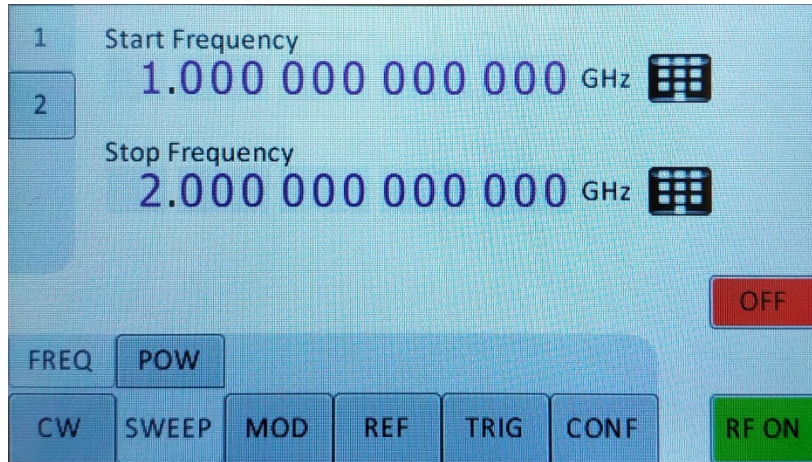 1
Start Frequency
1.000 000 000 000 GHz
2
Stop Frequency
2.000 000 000 000 GHz
OFF
FREQ POW
CW SWEEP MOD REF TRIG CONF RF ON